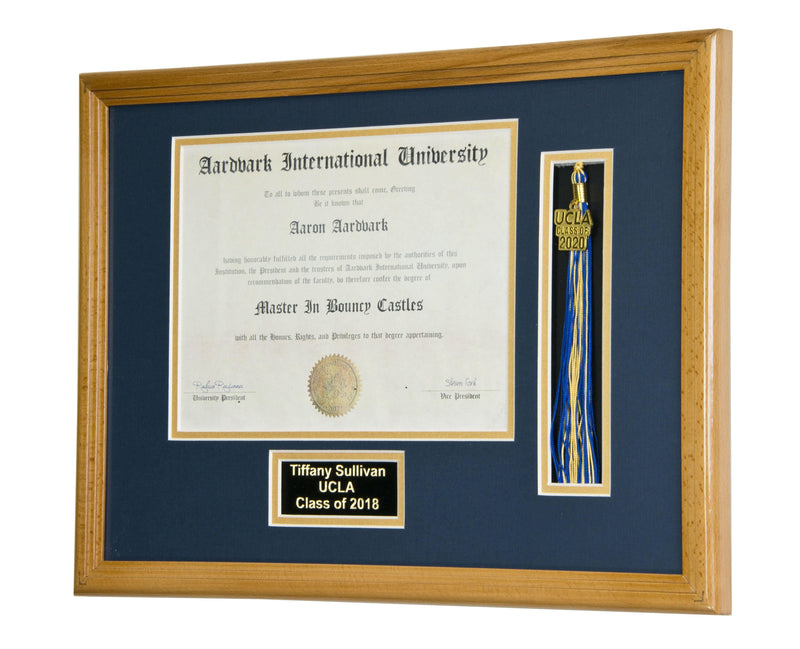 Aardvark International University
To all to whom these presents shall come, Greeting
Be it known that
Aaron Aardvark
having honorably fulfilled all the requirements imposed by the authorities of this
Institution, the President and the trustees of Aardvark International University, upon
recommendation of the faculty, do therefore confer the degree of
Master In Bouncy Castles
with all the Honors, Rights, and Privileges to that degree appertaining.
University President
Vice President
UCLA
CLASS OF
2020
Tiffany Sullivan
UCLA
Class of 2018